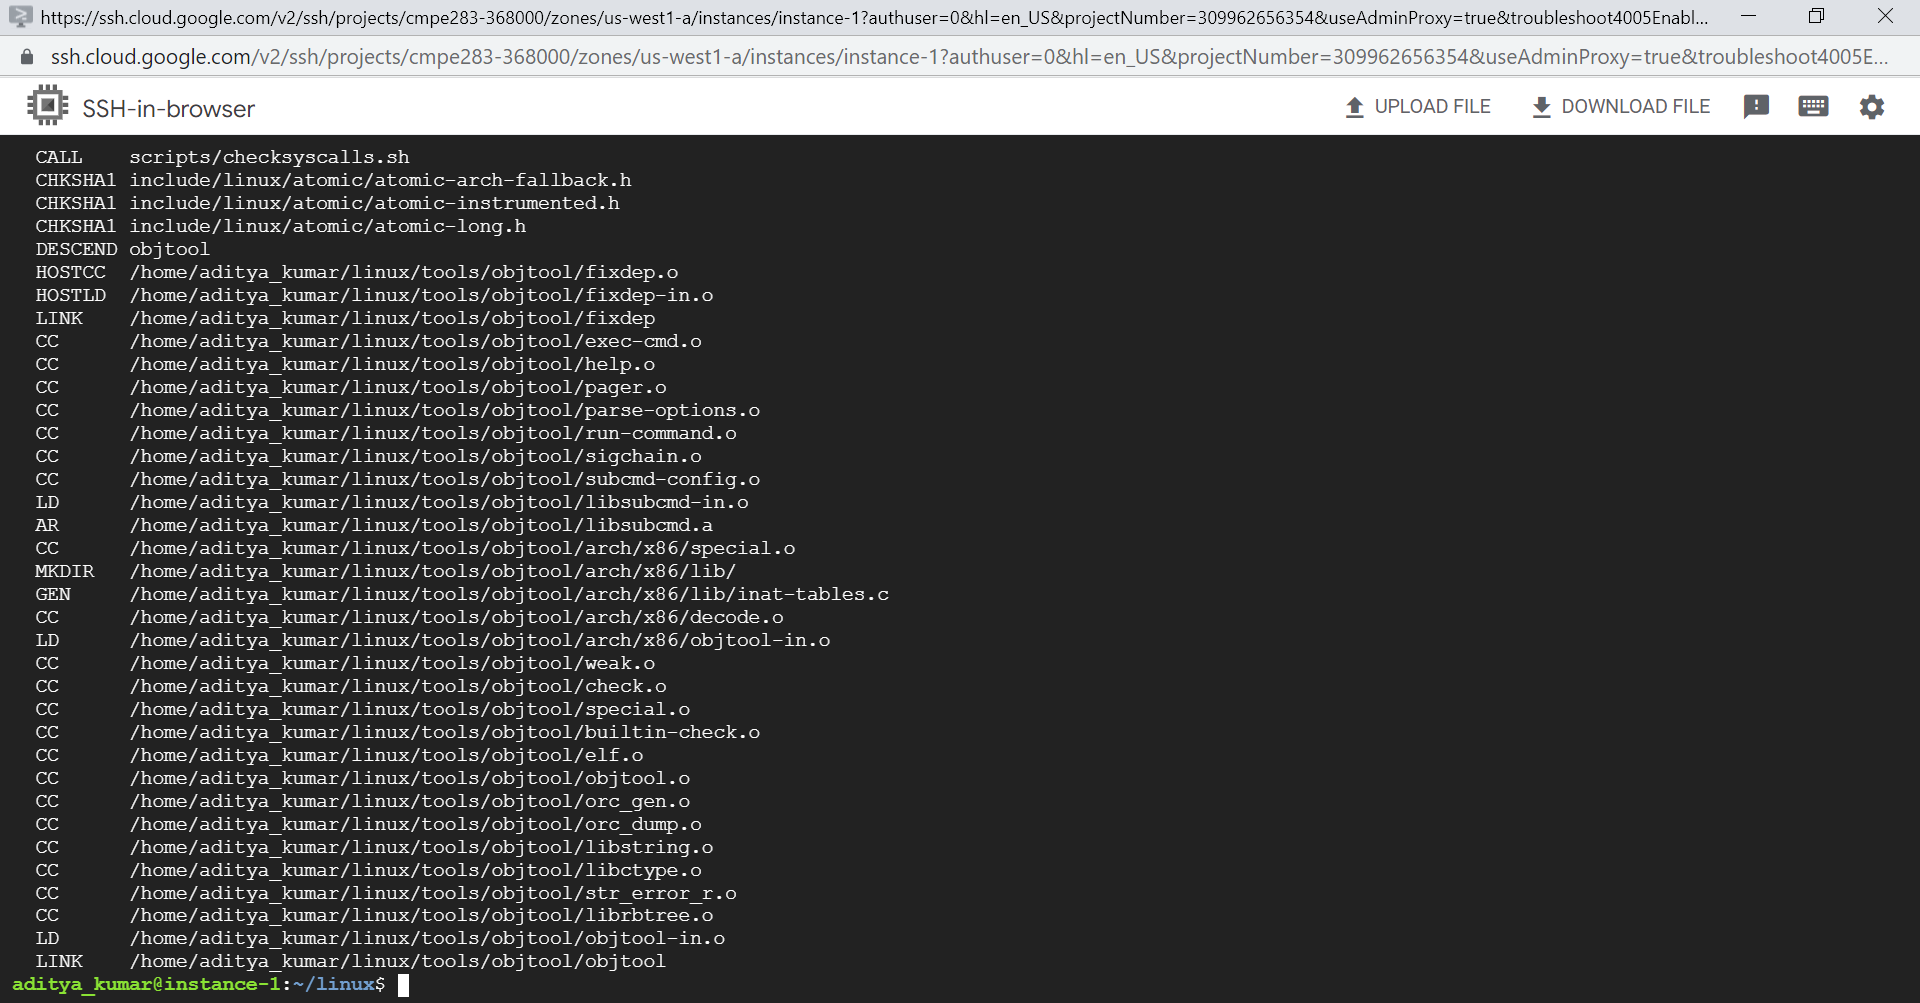 https://ssh.cloud.google.com/v2/ssh/projects/cmpe283-368000/zones/us-west1-a/instances/instance-1?authuser=0&hl=en_US&projectNumber=309962656354&useAdminProxy=true&troubleshoot4005Enabl...
ssh.cloud.google.com/v2/ssh/projects/cmpe283-368000/zones/us-west1-a/instances/instance-1?authuser=0&hl=en_US&projectNumber=309962656354&useAdminProxy=true&troubleshoot4005E...
SSH-in-browser UPLOAD FILE DOWNLOAD FILE
CALL    scripts/checksyscalls.sh
CHKSHA1 include/linux/atomic/atomic-arch-fallback.h
CHKSHA1 include/linux/atomic/atomic-instrumented.h
CHKSHA1 include/linux/atomic/atomic-long.h
DESCEND objtool
HOSTCC  /home/aditya_kumar/linux/tools/objtool/fixdep.o
HOSTLD  /home/aditya_kumar/linux/tools/objtool/fixdep-in.o
LINK    /home/aditya_kumar/linux/tools/objtool/fixdep
CC      /home/aditya_kumar/linux/tools/objtool/exec-cmd.o
CC      /home/aditya_kumar/linux/tools/objtool/help.o
CC      /home/aditya_kumar/linux/tools/objtool/pager.o
CC      /home/aditya_kumar/linux/tools/objtool/parse-options.o
CC      /home/aditya_kumar/linux/tools/objtool/run-command.o
CC      /home/aditya_kumar/linux/tools/objtool/sigchain.o
CC      /home/aditya_kumar/linux/tools/objtool/subcmd-config.o
LD      /home/aditya_kumar/linux/tools/objtool/libsubcmd-in.o
AR      /home/aditya_kumar/linux/tools/objtool/libsubcmd.a
CC      /home/aditya_kumar/linux/tools/objtool/arch/x86/special.o
MKDIR   /home/aditya_kumar/linux/tools/objtool/arch/x86/lib/
GEN     /home/aditya_kumar/linux/tools/objtool/arch/x86/lib/inat-tables.c
CC      /home/aditya_kumar/linux/tools/objtool/arch/x86/decode.o
LD      /home/aditya_kumar/linux/tools/objtool/arch/x86/objtool-in.o
CC      /home/aditya_kumar/linux/tools/objtool/weak.o
CC      /home/aditya_kumar/linux/tools/objtool/check.o
CC      /home/aditya_kumar/linux/tools/objtool/special.o
CC      /home/aditya_kumar/linux/tools/objtool/builtin-check.o
CC      /home/aditya_kumar/linux/tools/objtool/elf.o
CC      /home/aditya_kumar/linux/tools/objtool/objtool.o
CC      /home/aditya_kumar/linux/tools/objtool/orc_gen.o
CC      /home/aditya_kumar/linux/tools/objtool/orc_dump.o
CC      /home/aditya_kumar/linux/tools/objtool/libstring.o
CC      /home/aditya_kumar/linux/tools/objtool/libctype.o
CC      /home/aditya_kumar/linux/tools/objtool/str_error_r.o
CC      /home/aditya_kumar/linux/tools/objtool/librbtree.o
LD      /home/aditya_kumar/linux/tools/objtool/objtool-in.o
LINK    /home/aditya_kumar/linux/tools/objtool/objtool
aditya_kumar@instance-1:~/linux$